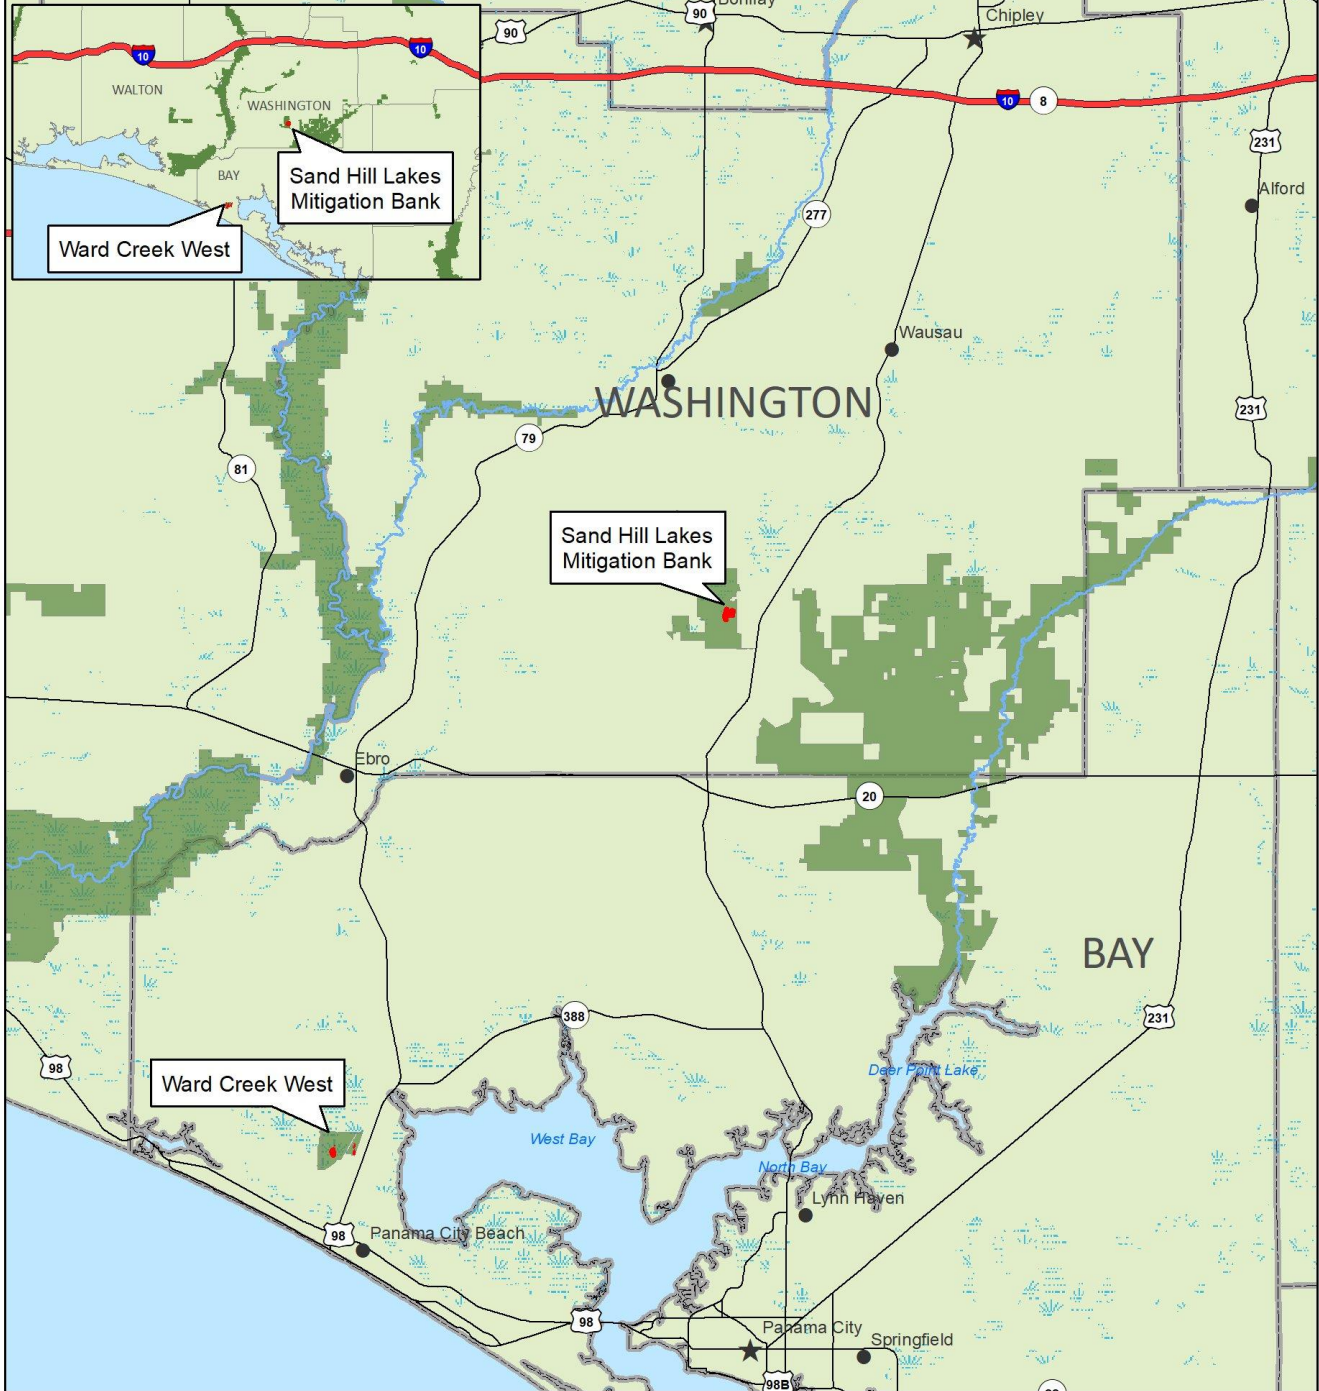 10
10
WALTON
WASHINGTON
BAY
Sand Hill Lakes
Mitigation Bank
Ward Creek West
90
90
Bonifay
Chipley
10
8
231
Alford
277
Wausau
WASHINGTON
231
79
81
Sand Hill Lakes
Mitigation Bank
Ebro
20
BAY
388
231
98
Deer Point Lake
Ward Creek West
West Bay
North Bay
Lynn Haven
98
Panama City Beach
98
Panama City
Springfield
98B